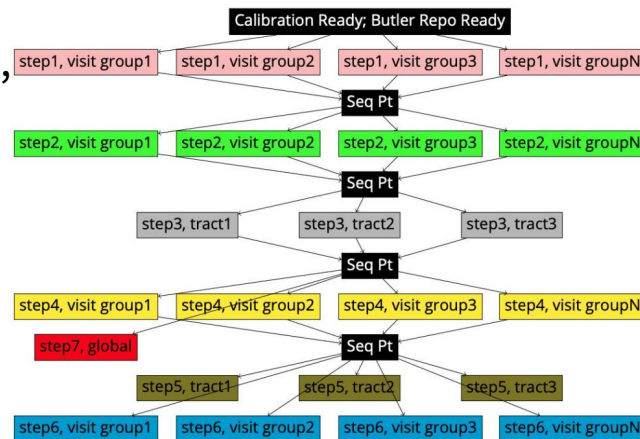 Calibration Ready; Butler Repo Ready
,
step1, visit group1 step1, visit group2 step1, visit group3 step1, visit groupN
Seq Pt
step2, visit group1 step2, visit group2 step2, visit group3 step2, visit groupN
Seq Pt
step3, tract1 step3, tract2 step3, tract3
Seq Pt
step4, visit group1 step4, visit group2 step4, visit group3 step4, visit groupN
step7, global Seq Pt
step5, tract1 step5, tract2 step5, tract3
step6, visit group1 step6, visit group2 step6, visit group3 step6, visit groupN